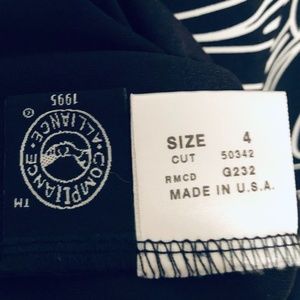 COMPLIANCE · ALLIANCE ·
™
© 1995
SIZE 4
CUT 50342
RMCD G232
MADE IN U.S.A.